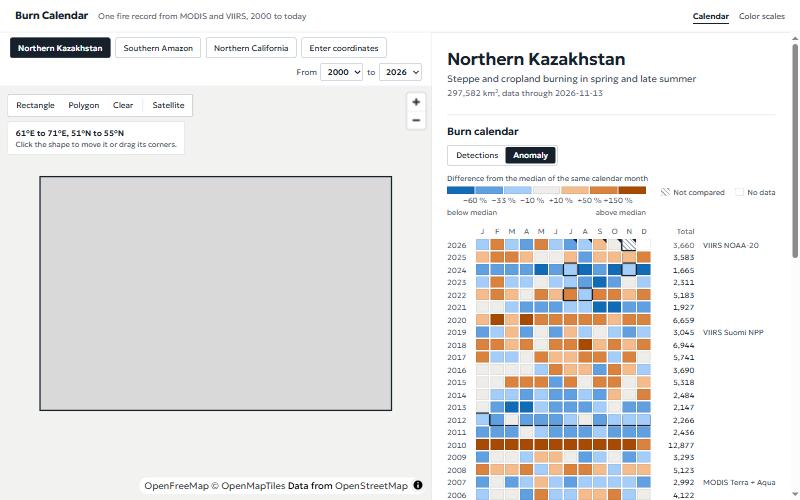 Burn Calendar One fire record from MODIS and VIIRS, 2000 to today Calendar Color scales
Northern Kazakhstan Southern Amazon Northern California Enter coordinates
From 2000 to 2026
Rectangle Polygon Clear Satellite
+
−
61°E to 71°E, 51°N to 55°N
Click the shape to move it or drag its corners.
OpenFreeMap © OpenMapTiles Data from OpenStreetMap
Northern Kazakhstan
Steppe and cropland burning in spring and late summer
297,582 km², data through 2026-11-13
Burn calendar
Detections Anomaly
Difference from the median of the same calendar month
Not compared No data
−60 % −33 % −10 % +10 % +50 % +150 %
below median above median
J F M A M J J A S O N D Total
2026 3,660 VIIRS NOAA-20
2025 3,583
2024 1,665
2023 2,311
2022 5,183
2021 1,927
2020 6,659
2019 3,045 VIIRS Suomi NPP
2018 6,944
2017 5,741
2016 3,690
2015 5,318
2014 2,484
2013 2,147
2012 2,266
2011 2,436
2010 12,877
2009 3,293
2008 5,123
2007 2,992 MODIS Terra + Aqua
2006 4,122